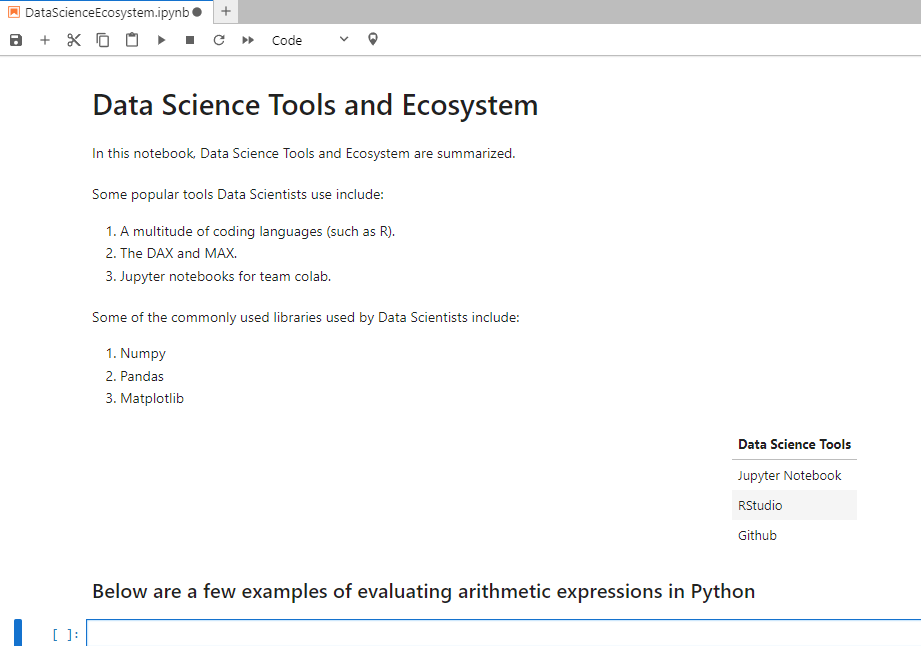 DataScienceEcosystem.ipynb
Code
Data Science Tools and Ecosystem
In this notebook, Data Science Tools and Ecosystem are summarized.
Some popular tools Data Scientists use include:
1. A multitude of coding languages (such as R).
2. The DAX and MAX.
3. Jupyter notebooks for team colab.
Some of the commonly used libraries used by Data Scientists include:
1. Numpy
2. Pandas
3. Matplotlib
Data Science Tools
Jupyter Notebook
RStudio
Github
Below are a few examples of evaluating arithmetic expressions in Python
[ ]: